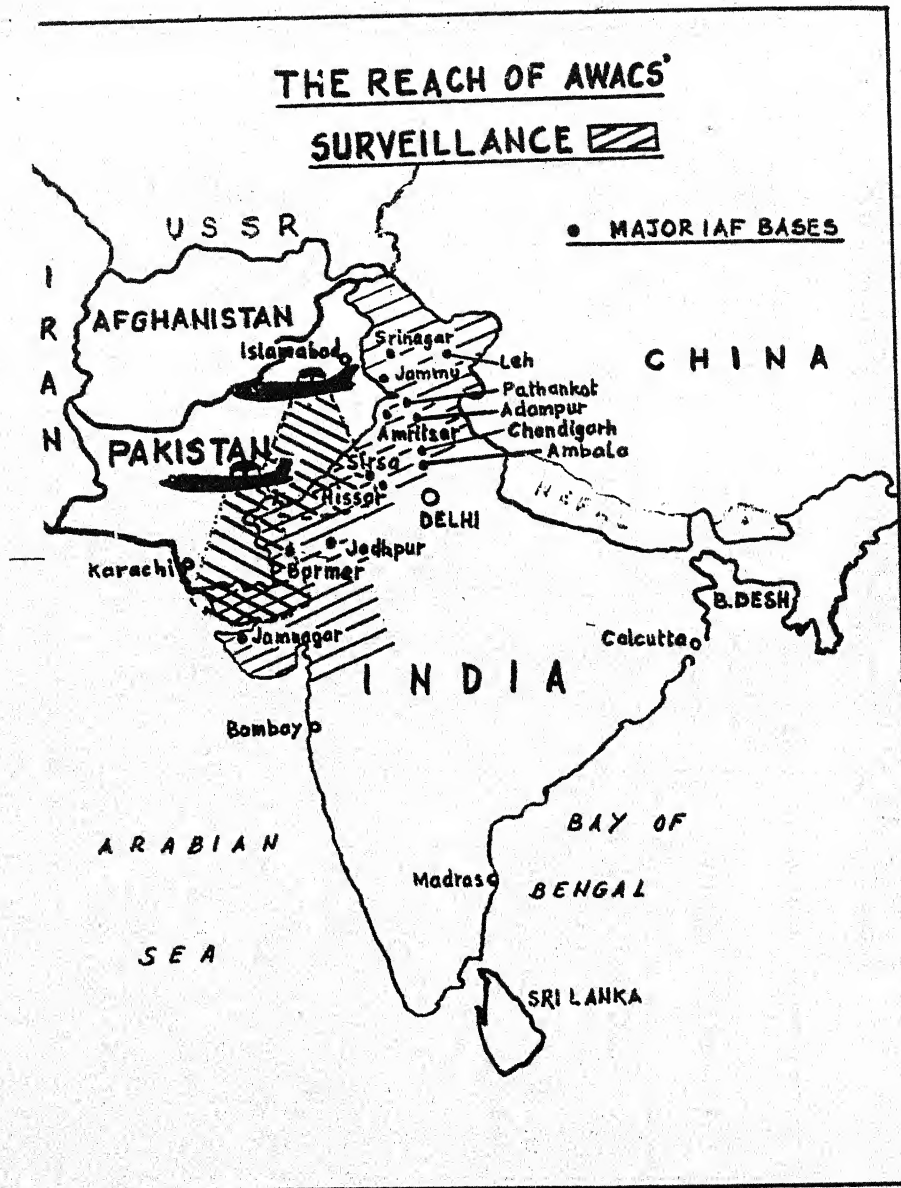 THE REACH OF AWACS'
SURVEILLANCE
MAJOR IAF BASES
USSR
IRAN
AFGHANISTAN
CHINA
Srinagar
Islamabad
Leh
Jammu
Pathankot
Adampur
Amritsar
Chandigarh
PAKISTAN
Sirsa
Ambala
Hissar
DELHI
NEPAL
Jodhpur
Karachi
Barmer
B.DESH
Jamnagar
Calcutta
INDIA
Bombay
ARABIAN
SEA
BAY OF
BENGAL
Madras
SRI LANKA